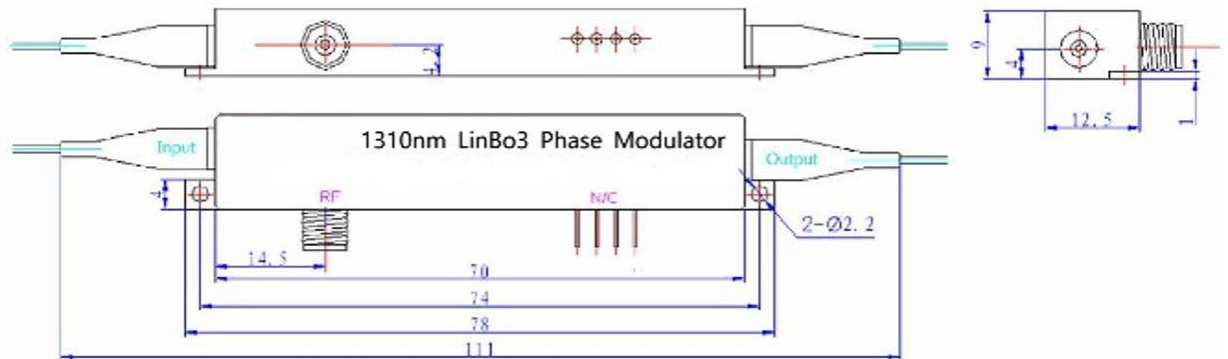 4.2
9
4
12.5
1
1310nm LinBo3 Phase Modulator
Input
Output
4
RF
N/C
2-Ø2.2
14.5
70
74
78
111